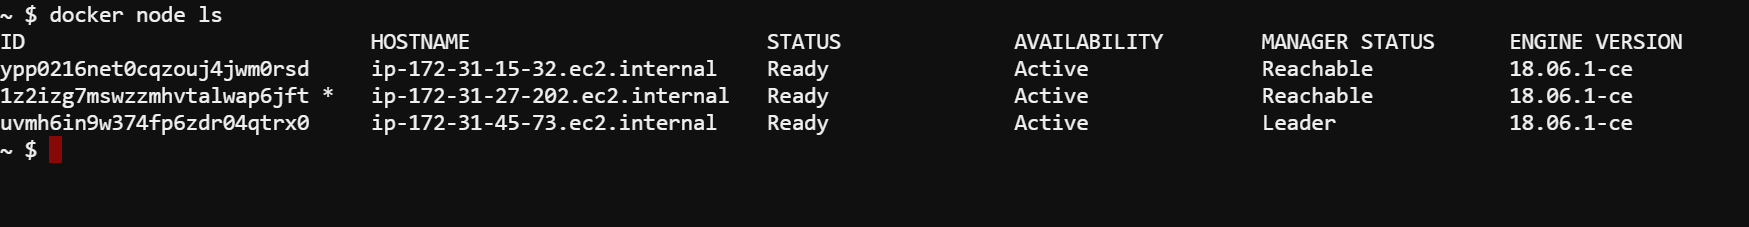 ~ $ docker node ls
ID                            HOSTNAME                        STATUS              AVAILABILITY        MANAGER STATUS      ENGINE VERSION
ypp0216net0cqzouj4jwm0rsd     ip-172-31-15-32.ec2.internal    Ready               Active              Reachable           18.06.1-ce
1z2izg7mswzzmhvtalwap6jft *   ip-172-31-27-202.ec2.internal   Ready               Active              Reachable           18.06.1-ce
uvmh6in9w374fp6zdr04qtrx0     ip-172-31-45-73.ec2.internal    Ready               Active              Leader              18.06.1-ce
~ $